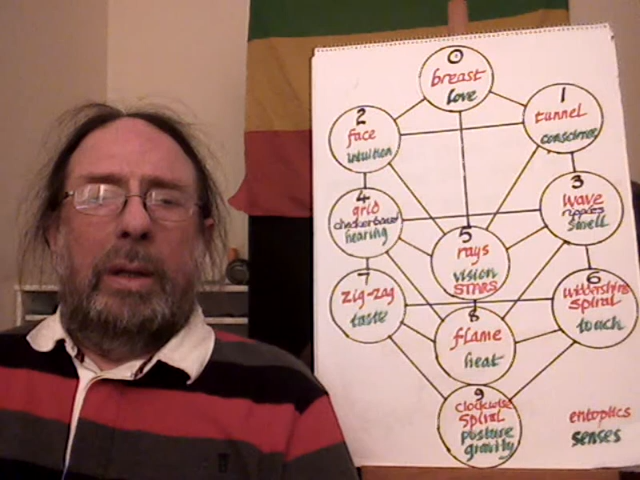 0
breast
love
1
tunnel
conscience
2
face
intuition
3
wave
ripples
smell
4
grid
checkerboard
hearing
5
rays
vision
STARS
6
widdershins
spiral
touch
7
zig-zag
taste
8
flame
heat
9
clockwise
spiral
posture
gravity
entoptics
senses